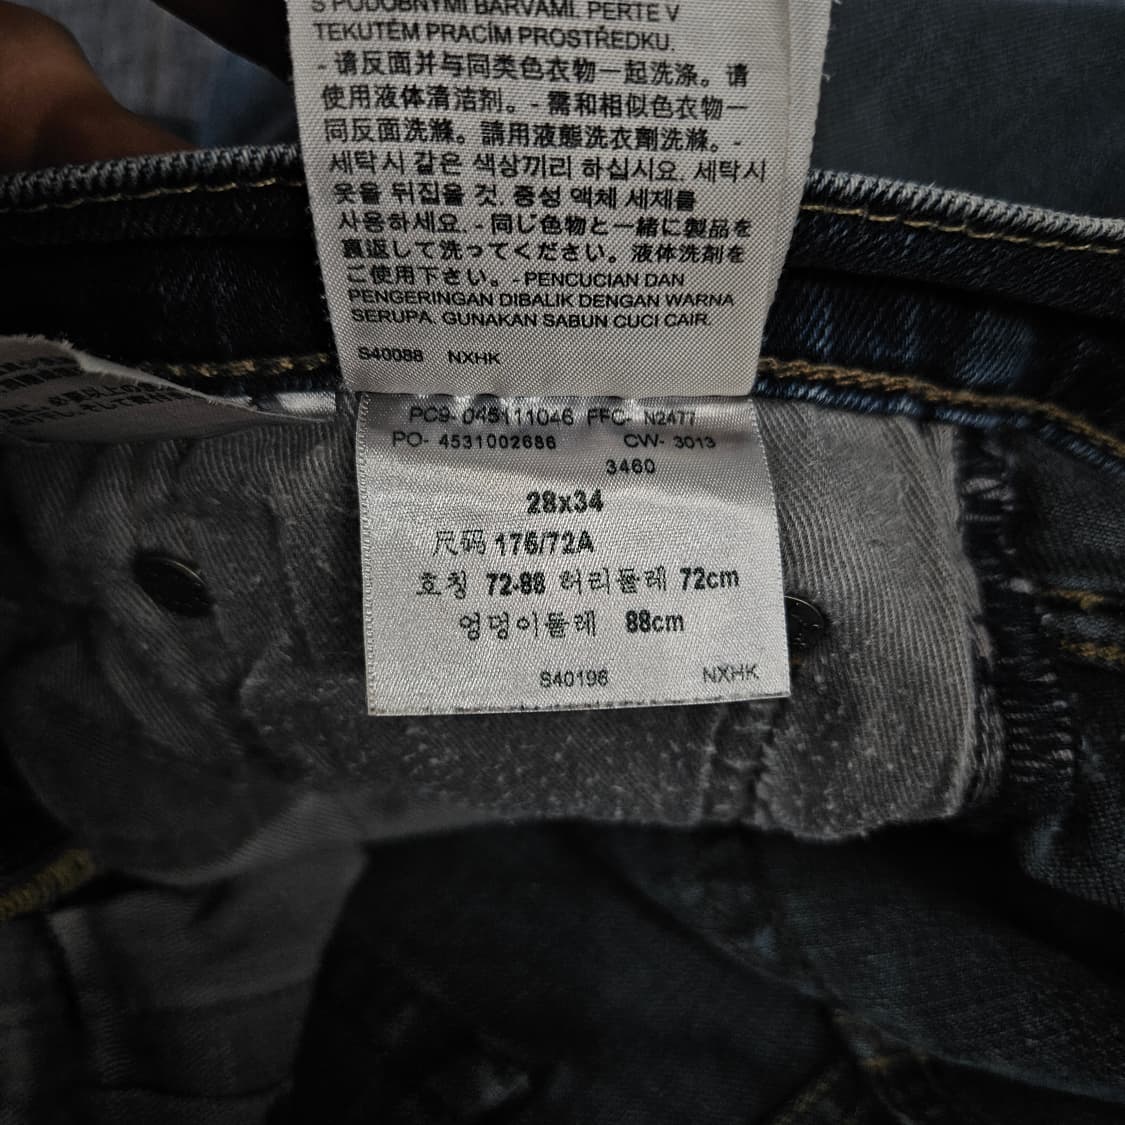 S PODOBNÝMI BARVAMI. PERTE V
TEKUTÉM PRACÍM PROSTŘEDKU.
- 请反面并与同类色衣物一起洗涤。请
使用液体清洁剂。- 需和相似色衣物一
同反面洗滌。請用液態洗衣劑洗滌。-
세탁시 같은 색상끼리 하십시요. 세탁시
옷을 뒤집을 것. 중성 액체 세제를
사용하세요. - 同じ色物と一緒に製品を
裏返して洗ってください。液体洗剤を
ご使用下さい。-PENCUCIAN DAN
PENGERINGAN DIBALIK DENGAN WARNA
SERUPA. GUNAKAN SABUN CUCI CAIR.
S40088 NXHK
PC9- 045111046 FFC- N2477
PO- 4531002686 CW- 3013
3460
28x34
尺码 176/72A
호칭 72-88 허리둘레 72cm
엉덩이둘레 88cm
S40196 NXHK